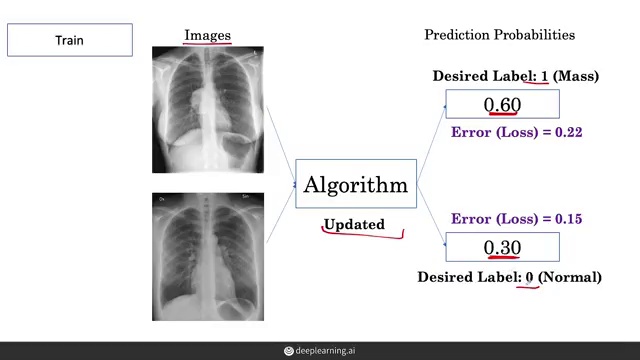 Train
Images
Prediction Probabilities
Desired Label: 1 (Mass)
0.60
Error (Loss) = 0.22
Algorithm
Updated
Error (Loss) = 0.15
0.30
Desired Label: 0 (Normal)
deeplearning.ai